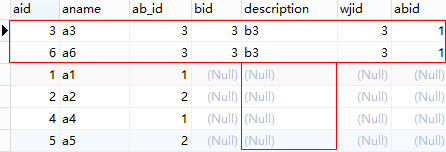 aid aname ab_id bid description wjid abid
3 a3 3 3 b3 3 1
6 a6 3 3 b3 3 1
1 a1 1 (Null) (Null) (Null) (Null)
2 a2 2 (Null) (Null) (Null) (Null)
4 a4 1 (Null) (Null) (Null) (Null)
5 a5 2 (Null) (Null) (Null) (Null)